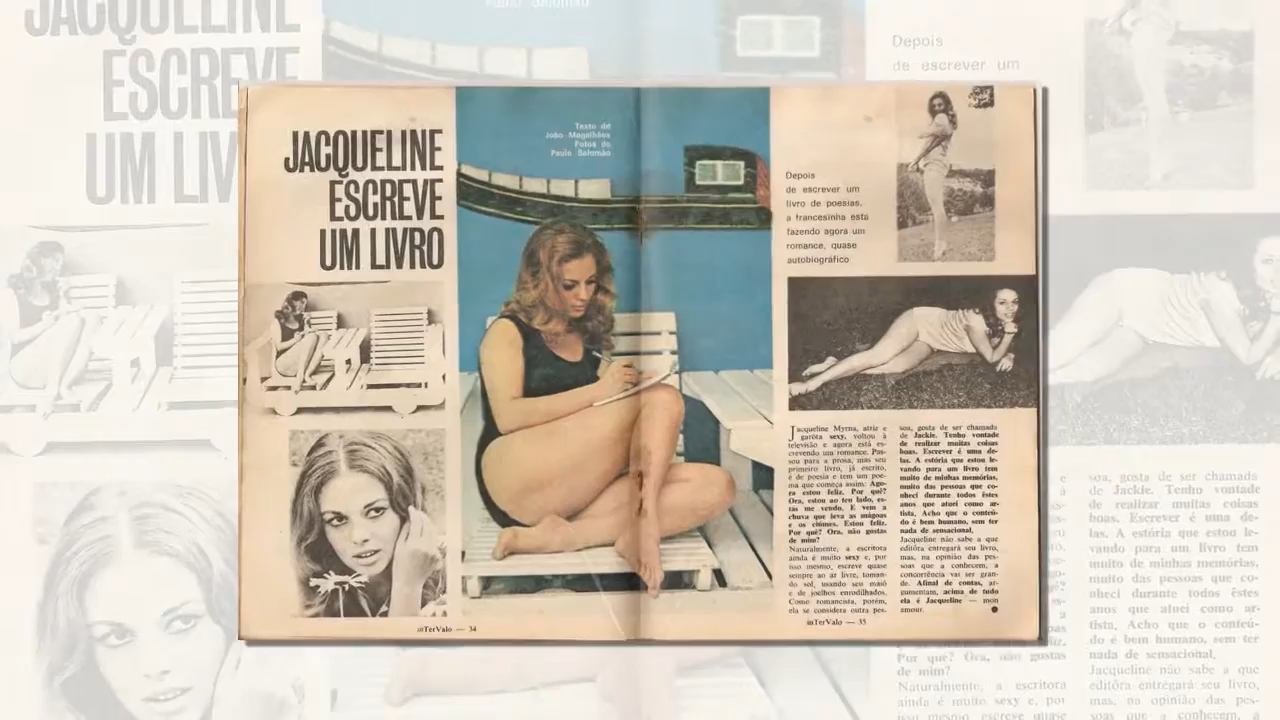 JACQUELINE
ESCREVE
UM LIVRO
Texto de
João Magalhães
Fotos de
Paulo Salomão
Depois
de escrever um
livro de poesias,
a francesinha está
fazendo agora um
romance, quase
autobiográfico
Jacqueline Myrna, atriz e
garôta sexy, voltou à
televisão e agora está es-
crevendo um romance. Pas-
sou para a prosa, mas seu
primeiro livro, já escrito,
é de poesia e tem um poe-
ma que começa assim: Ago-
ra estou feliz. Por quê?
Ora, estou ao teu lado, es-
tás me vendo. E vem a
chuva que leva as mágoas
e os ciúmes. Estou feliz.
Por quê? Ora, não gostas
de mim?
Naturalmente, a escritora
ainda é muito sexy e, por
isso mesmo, escreve quase
sempre ao ar livre, toman-
do sol, usando seu maiô
e de joelhos enrodilhados.
Como romancista, porém,
ela se considera outra pes-
soa, gosta de ser chamada
de Jackie. Tenho vontade
de realizar muitas coisas
boas. Escrever é uma de-
las. A estória que estou le-
vando para um livro tem
muito de minhas memórias,
muito das pessoas que co-
nheci durante todos êstes
anos que atuei como ar-
tista. Acho que o conteú-
do é bem humano, sem ter
nada de sensacional.
Jacqueline não sabe a que
editôra entregará seu livro,
mas, na opinião das pes-
soas que a conhecem, a
concorrência vai ser gran-
de. Afinal de contas, ar-
gumentam, acima de tudo
ela é Jacqueline — mon
amour.
inTerValo — 34
inTerValo — 35